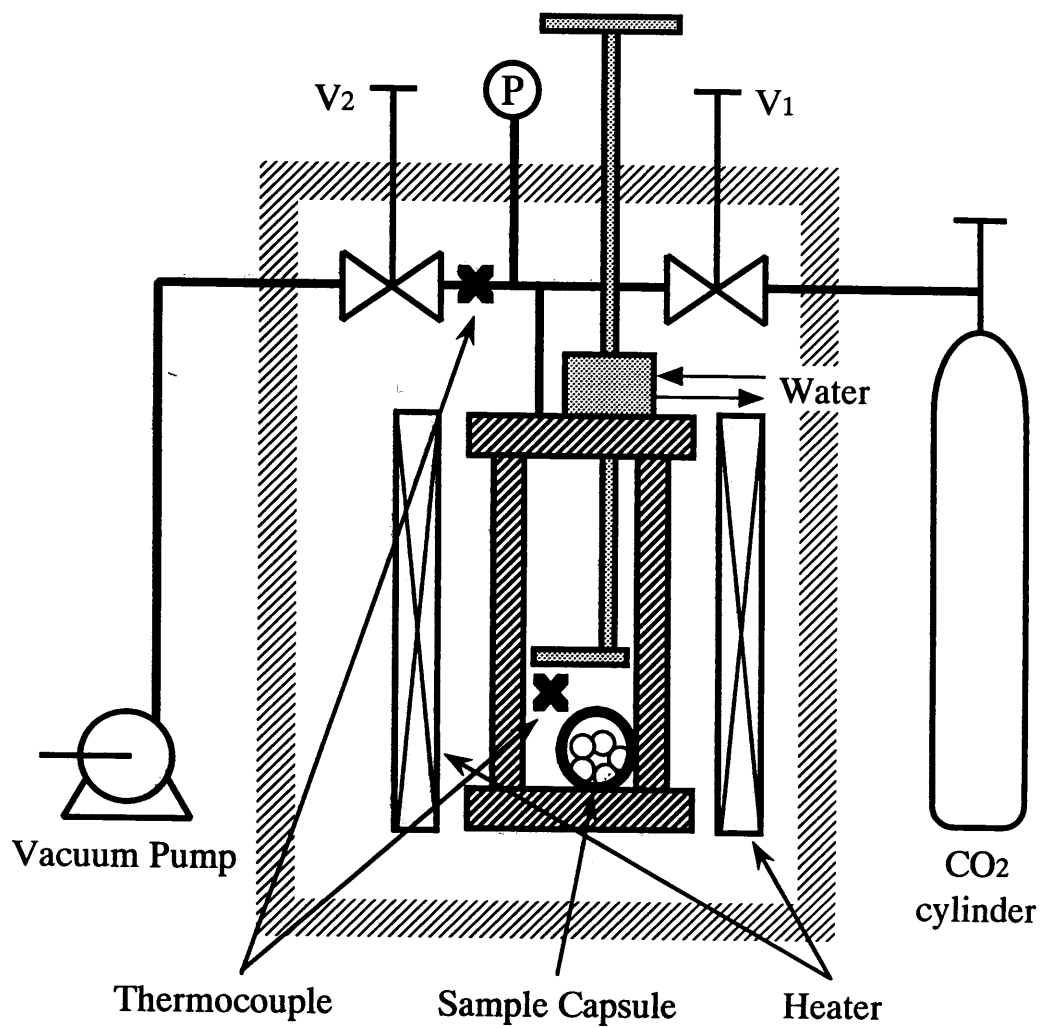 V2
P
V1
Water
Vacuum Pump
CO2
cylinder
Thermocouple
Sample Capsule
Heater